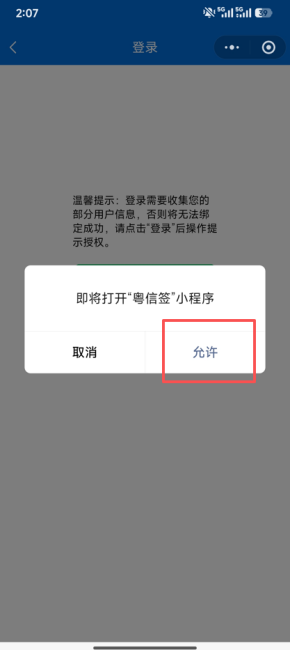 2:07
5G 5G
登录
温馨提示：登录需要收集您的
部分用户信息，否则将无法绑
定成功，请点击“登录”后操作提
示授权。
即将打开“粤信签”小程序
取消
允许